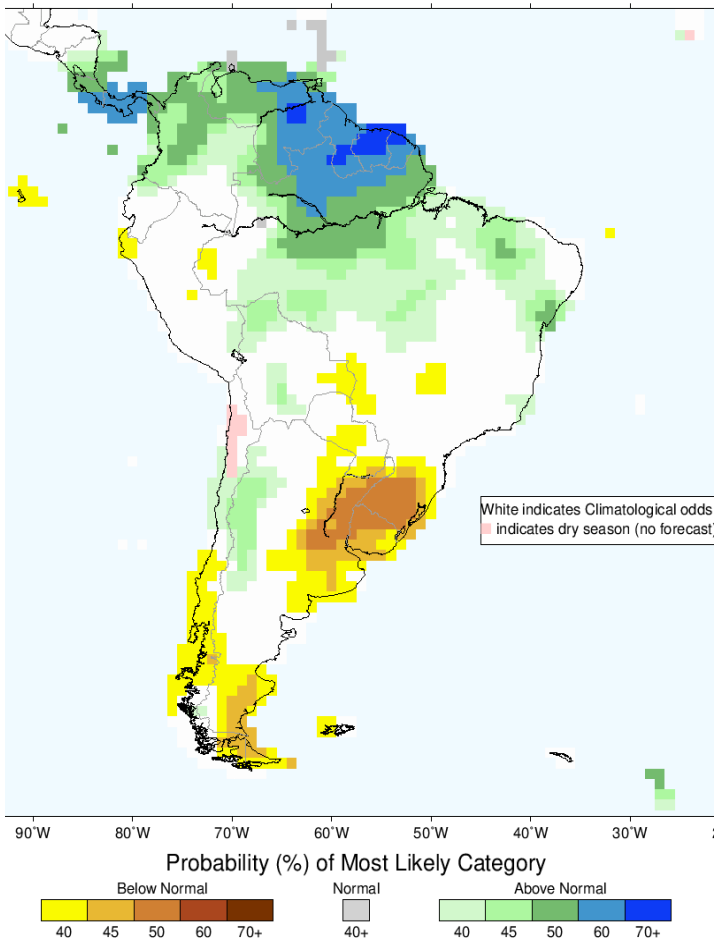 White indicates Climatological odds
indicates dry season (no forecast)
90˚W 80˚W 70˚W 60˚W 50˚W 40˚W 30˚W 2
Probability (%) of Most Likely Category
Below Normal Normal Above Normal
40 45 50 60 70+ 40+ 40 45 50 60 70+